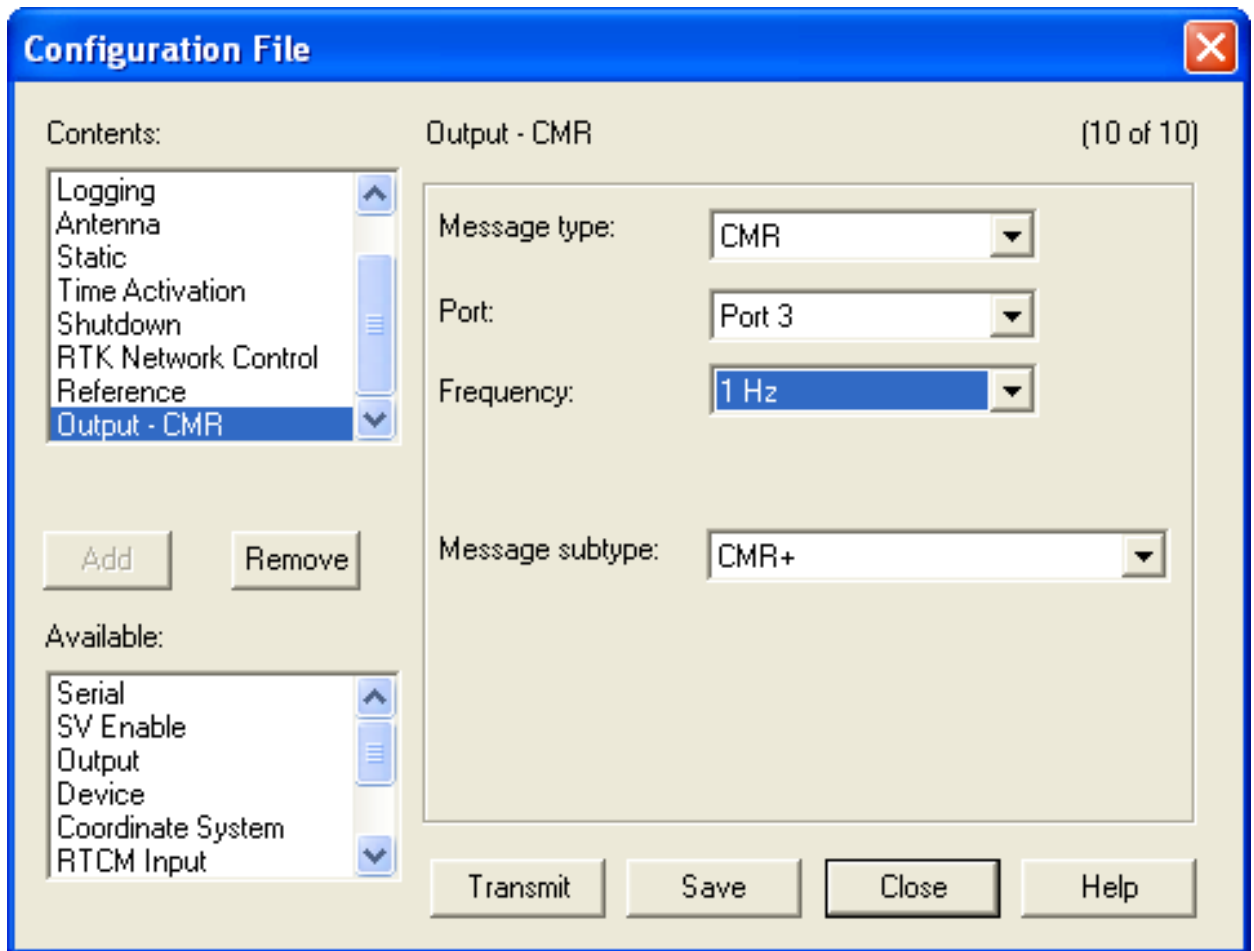 Configuration File
Contents:
Output - CMR
(10 of 10)
Logging
Antenna
Static
Time Activation
Shutdown
RTK Network Control
Reference
Output - CMR
Message type:
CMR
Port:
Port 3
Frequency:
1 Hz
Message subtype:
CMR+
Add
Remove
Available:
Serial
SV Enable
Output
Device
Coordinate System
RTCM Input
Transmit
Save
Close
Help